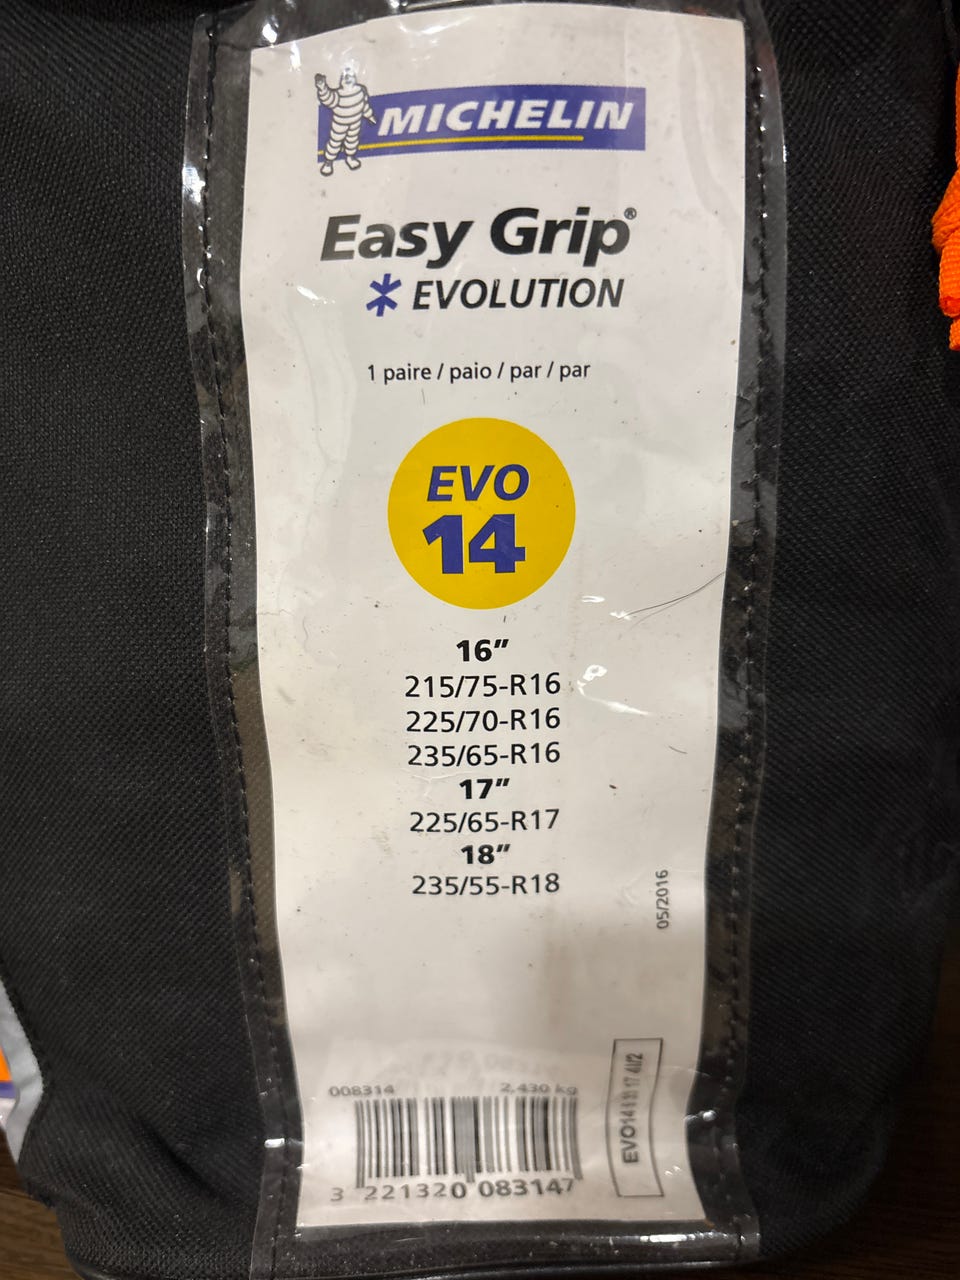 MICHELIN
Easy Grip®
EVOLUTION
1 paire / paio / par / par
EVO
14
16"
215/75-R16
225/70-R16
235/65-R16
17"
225/65-R17
18"
235/55-R18
05/2016
008314 2,430 kg
3 221320 083147